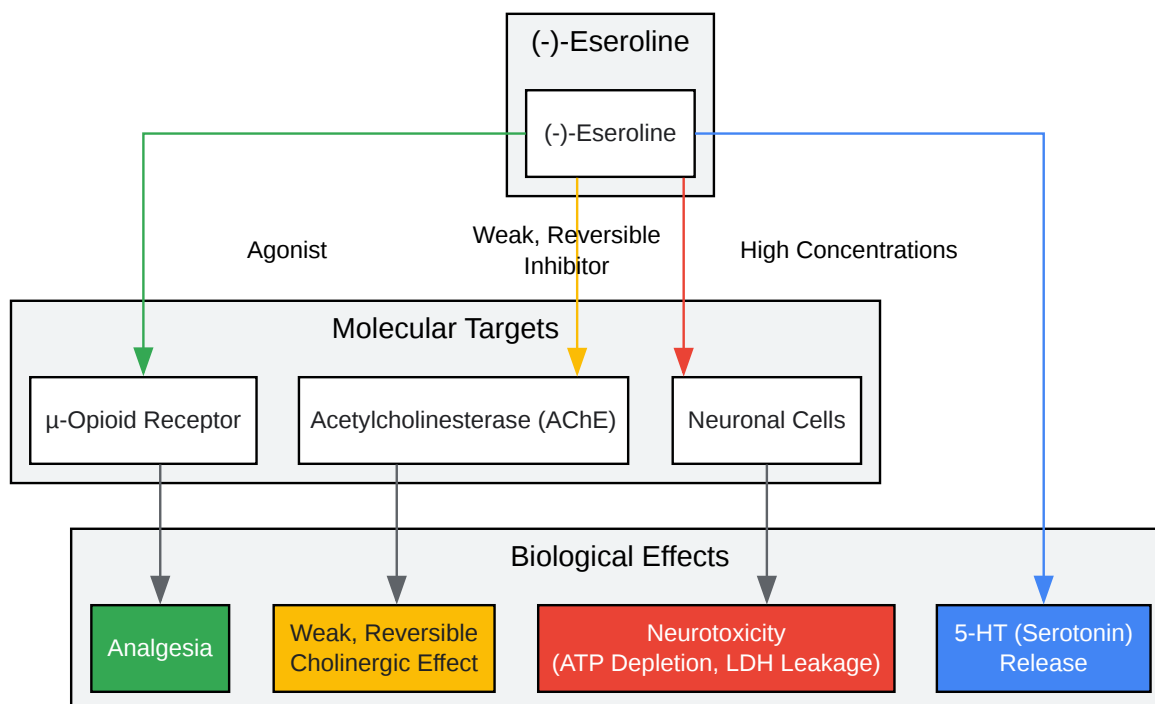 (-)-Eseroline
(-)-Eseroline
Agonist
Weak, Reversible
Inhibitor
High Concentrations
Molecular Targets
µ-Opioid Receptor
Acetylcholinesterase (AChE)
Neuronal Cells
Biological Effects
Analgesia
Weak, Reversible
Cholinergic Effect
Neurotoxicity
(ATP Depletion, LDH Leakage)
5-HT (Serotonin)
Release